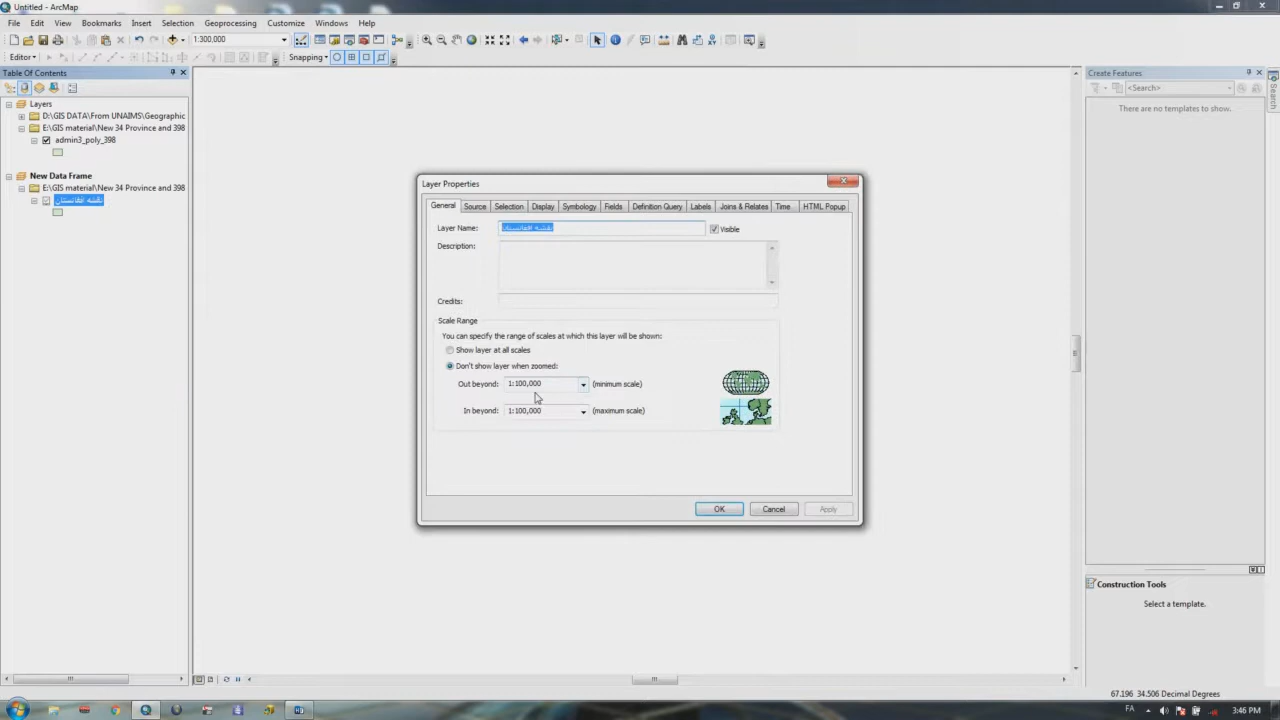 Untitled - ArcMap
File Edit View Bookmarks Insert Selection Geoprocessing Customize Windows Help
1:300,000
Editor Snapping
Table Of Contents
Layers
D:\GIS DATA\From UNAIMS\Geographic
E:\GIS material\New 34 Province and 398
admin3_poly_398
New Data Frame
E:\GIS material\New 34 Province and 398
نقشه افغانستان
Layer Properties
General Source Selection Display Symbology Fields Definition Query Labels Joins & Relates Time HTML Popup
Layer Name: نقشه افغانستان Visible
Description:
Credits:
Scale Range
You can specify the range of scales at which this layer will be shown:
Show layer at all scales
Don't show layer when zoomed:
Out beyond: 1:100,000 (minimum scale)
In beyond: 1:100,000 (maximum scale)
OK Cancel Apply
Create Features
<Search>
There are no templates to show.
Search
Construction Tools
Select a template.
67.196 34.506 Decimal Degrees
FA 3:46 PM